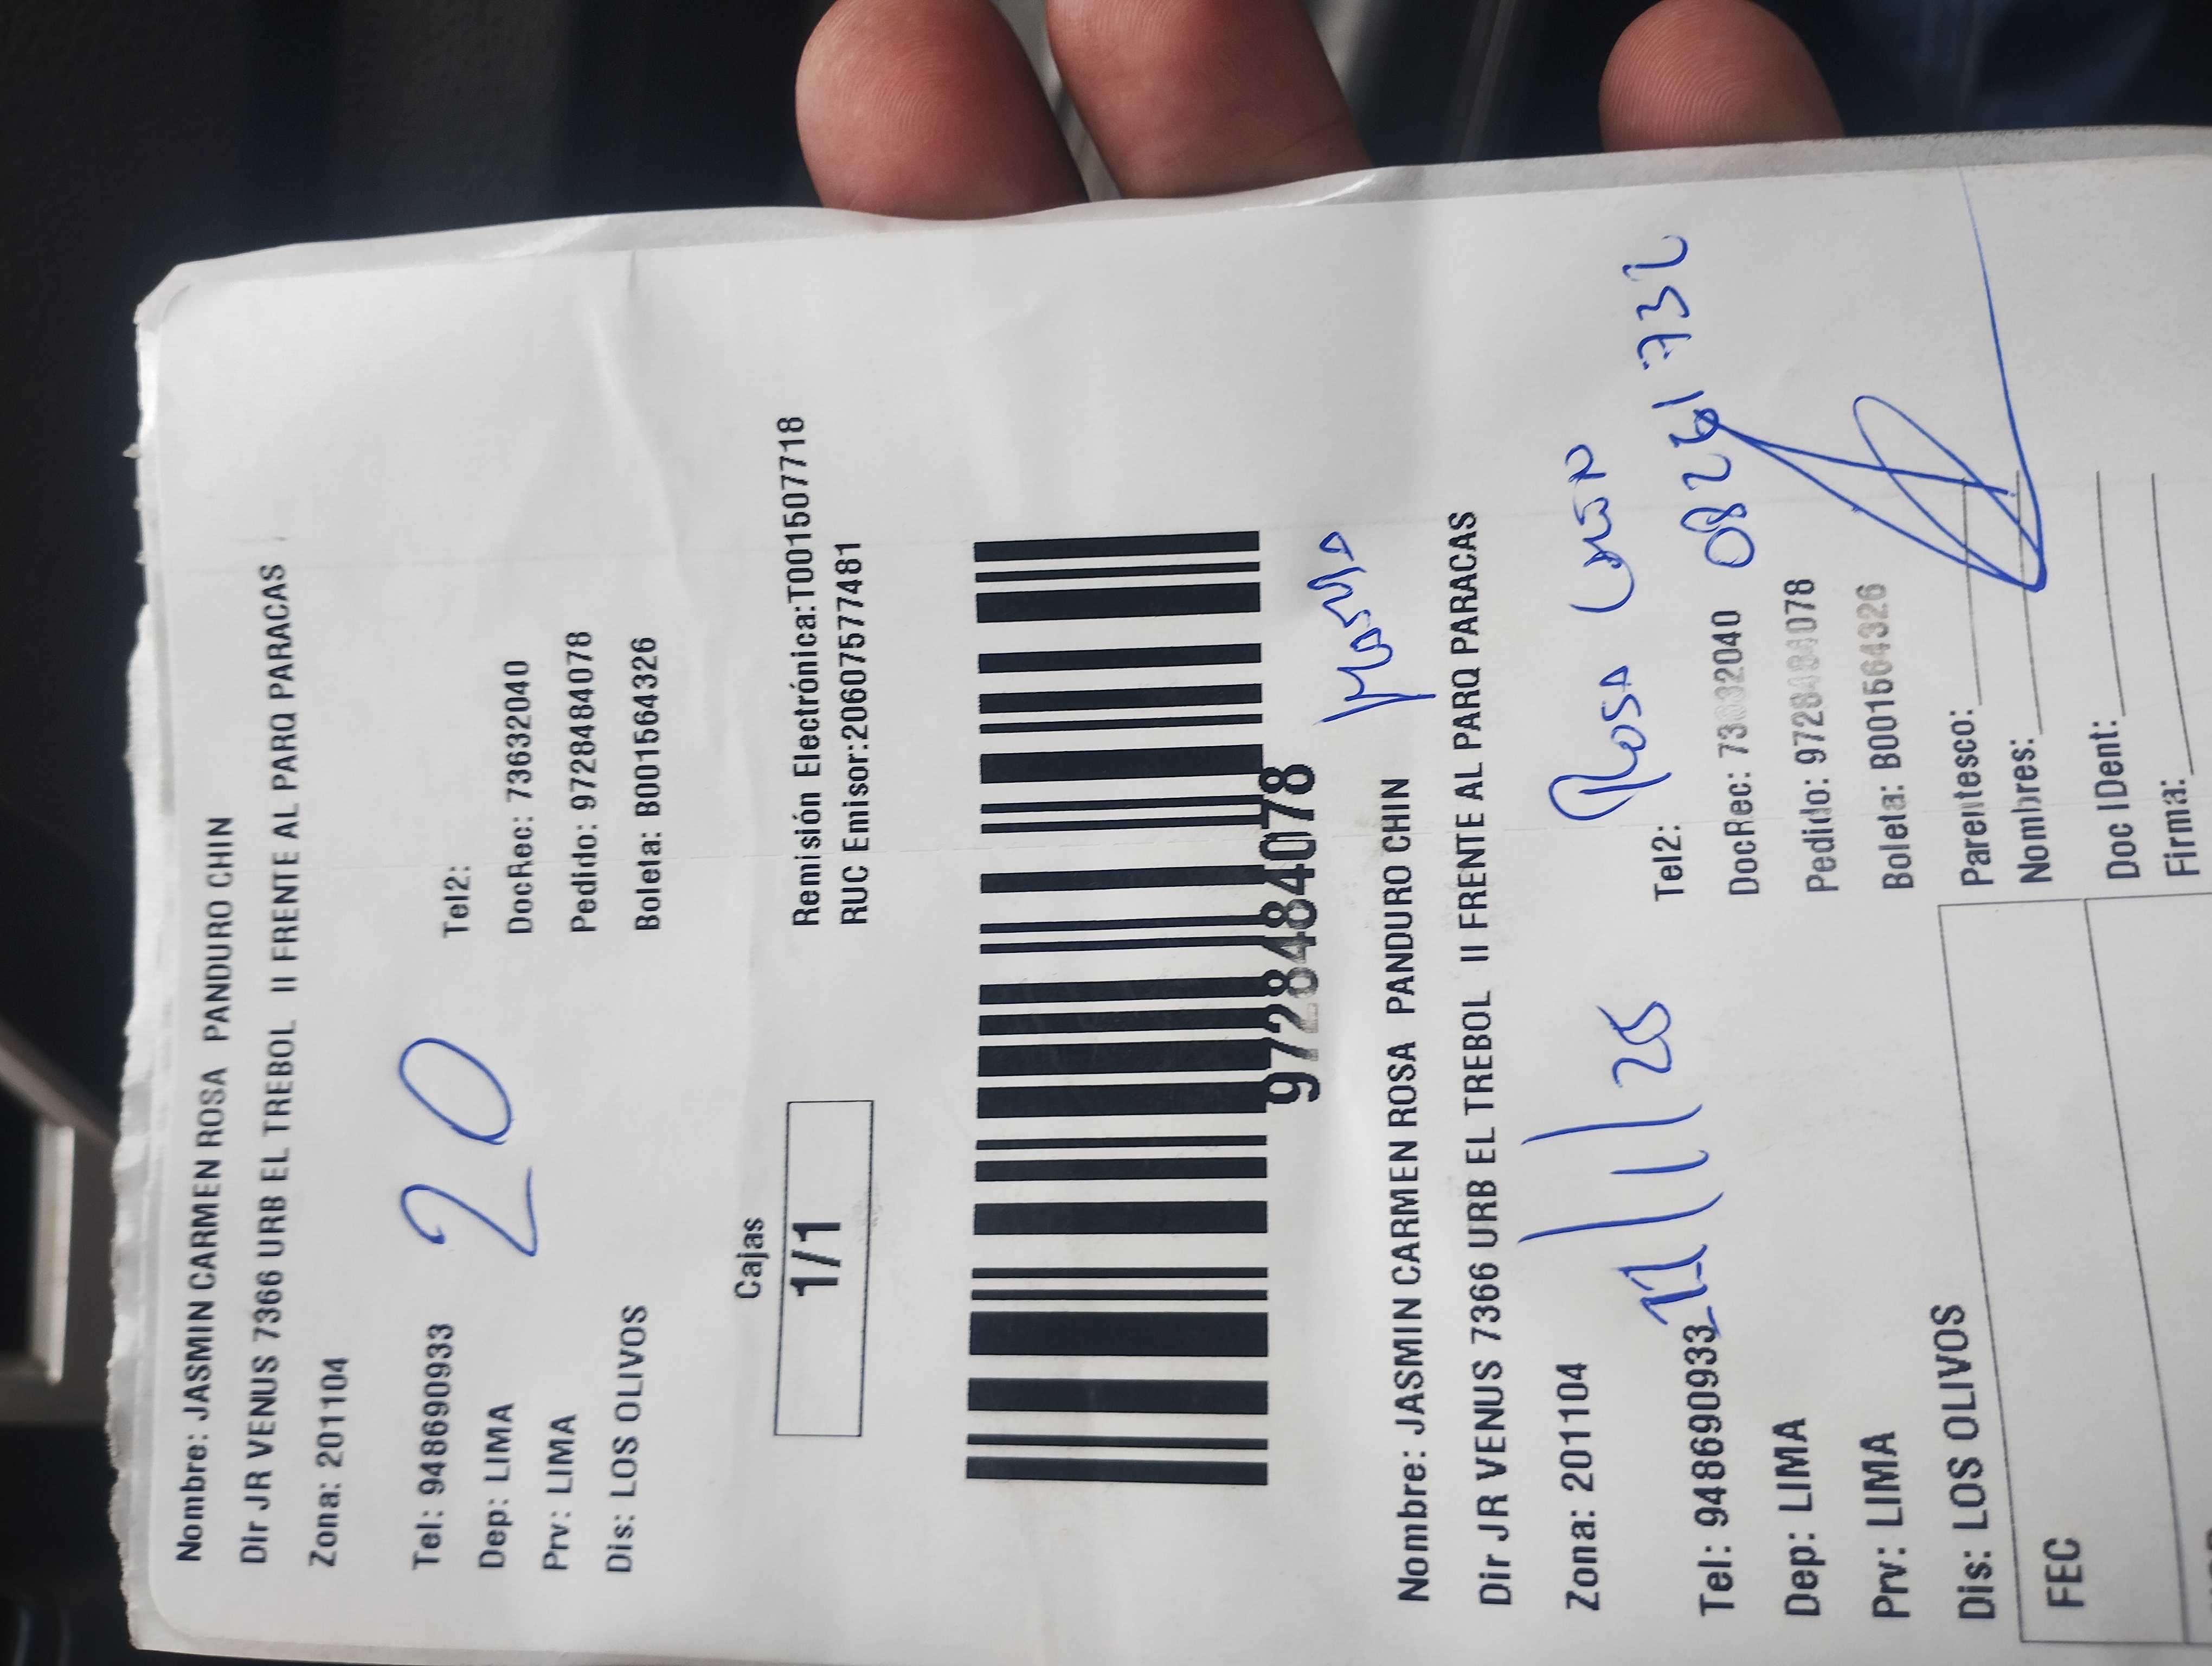 Nombre: JASMIN CARMEN ROSA PANDURO CHIN
Dir JR VENUS 7366 URB EL TREBOL II FRENTE AL PARQ PARACAS
Zona: 201104
20
Tel: 948690933 Tel2:
Dep: LIMA DocRec: 73632040
Prv: LIMA Pedido: 9728484078
Dis: LOS OLIVOS Boleta: B001564326
Cajas
1/1
Remisión Electrónica:T001507718
RUC Emisor:20607577481
9728484078
Nombre: JASMIN CARMEN ROSA PANDURO CHIN
Dir JR VENUS 7366 URB EL TREBOL II FRENTE AL PARQ PARACAS
Zona: 201104
Rosa
11/11/25
Tel: 948690933 Tel2:
Dep: LIMA DocRec: 73632040
Prv: LIMA Pedido: 9728484078
Dis: LOS OLIVOS Boleta: B001564326
FEC
Parentesco:
Nombres:
Doc IDent:
Firma: